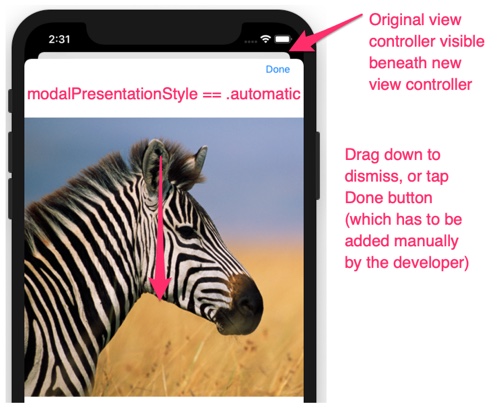 2:31
Original view
controller visible
beneath new
view controller
Done
modalPresentationStyle == .automatic
Drag down to
dismiss, or tap
Done button
(which has to be
added manually
by the developer)